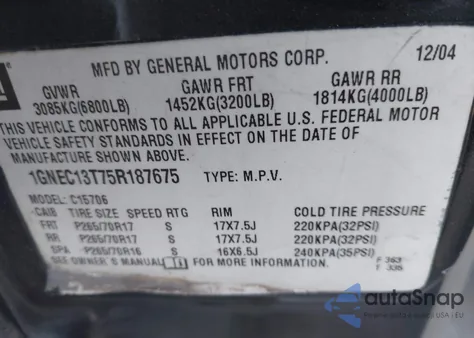 MFD BY GENERAL MOTORS CORP. 12/04
GVWR GAWR FRT GAWR RR
3085KG(6800LB) 1452KG(3200LB) 1814KG(4000LB)
THIS VEHICLE CONFORMS TO ALL APPLICABLE U.S. FEDERAL MOTOR
VEHICLE SAFETY STANDARDS IN EFFECT ON THE DATE OF
MANUFACTURE SHOWN ABOVE.
1GNEC13T75R187675 TYPE: M.P.V.
MODEL: C15706
TIRE SIZE SPEED RTG RIM COLD TIRE PRESSURE
FRT P265/70R17 S 17X7.5J 220KPA(32PSI)
RR P265/70R17 S 17X7.5J 220KPA(32PSI)
SPA P265/70R16 S 16X6.5J 240KPA(35PSI)
SEE OWNER'S MANUAL FOR MORE INFORMATION.
F 363
F 335
autoSnap